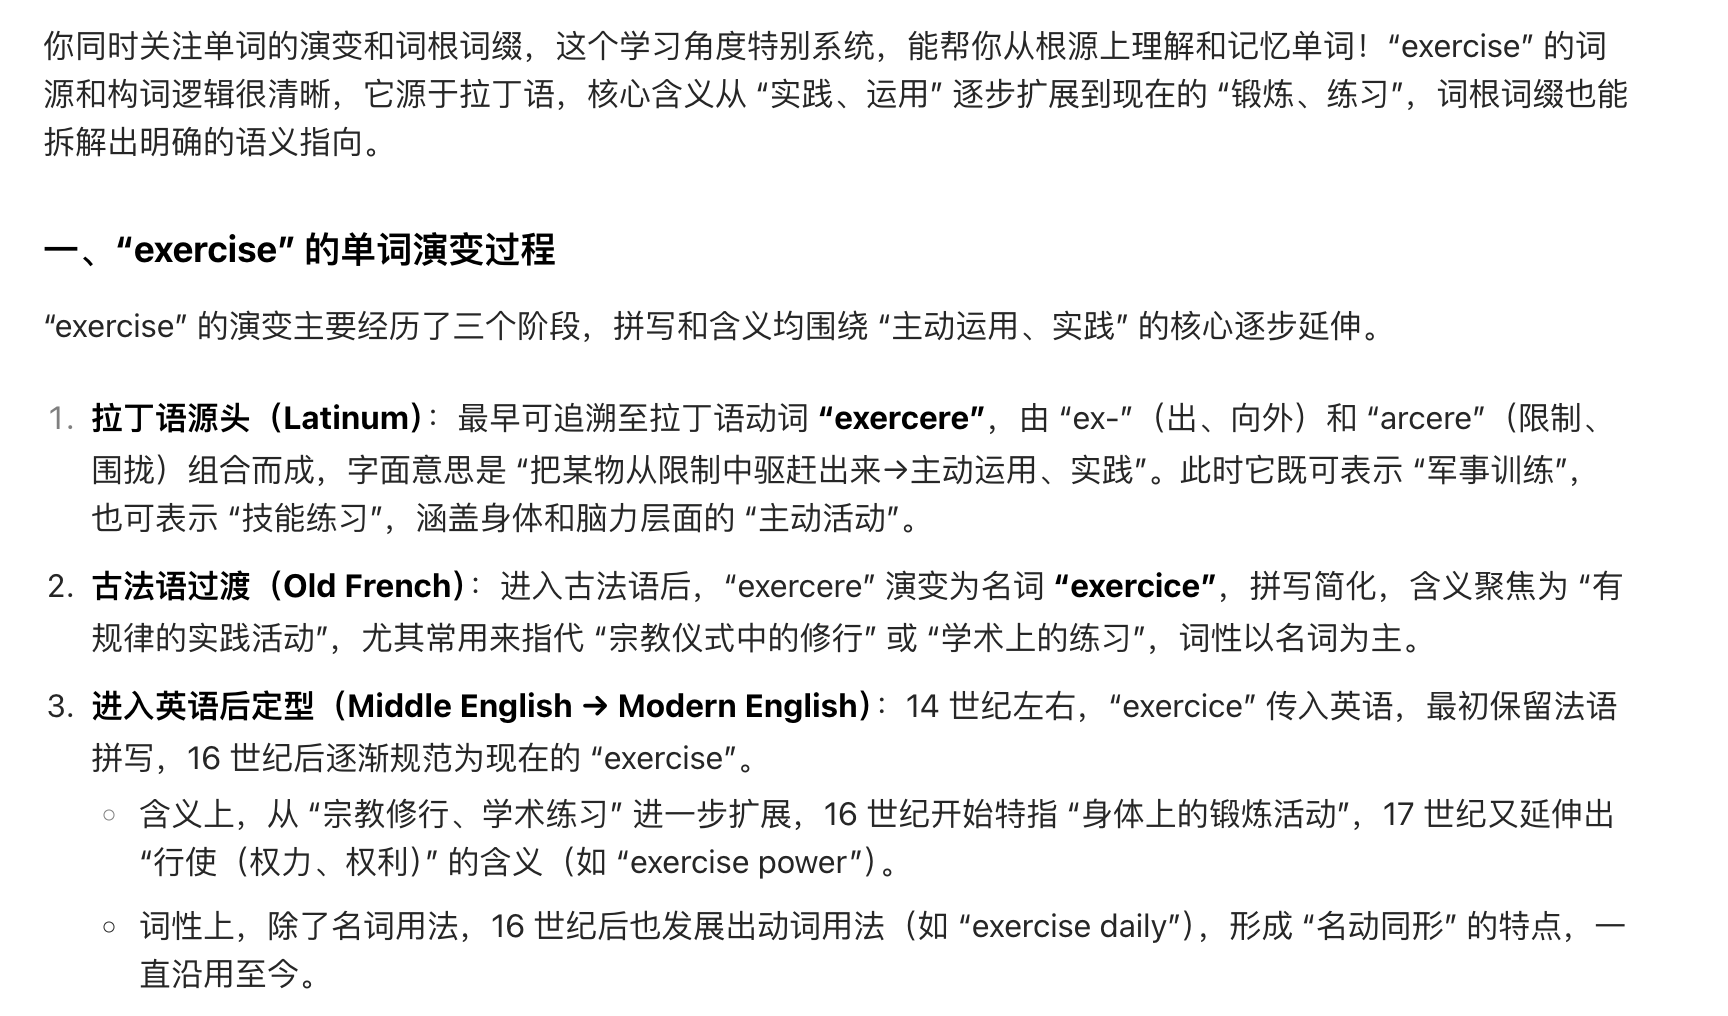 你同时关注单词的演变和词根词缀，这个学习角度特别系统，能帮你从根源上理解和记忆单词！“exercise” 的词
源和构词逻辑很清晰，它源于拉丁语，核心含义从 “实践、运用” 逐步扩展到现在的 “锻炼、练习”，词根词缀也能
拆解出明确的语义指向。
一、“exercise” 的单词演变过程
“exercise” 的演变主要经历了三个阶段，拼写和含义均围绕 “主动运用、实践” 的核心逐步延伸。
1. 拉丁语源头（Latinum）：最早可追溯至拉丁语动词 “exercere”，由 “ex-”（出、向外）和 “arcere”（限制、
围拢）组合而成，字面意思是 “把某物从限制中驱赶出来→主动运用、实践”。此时它既可表示 “军事训练”，
也可表示 “技能练习”，涵盖身体和脑力层面的 “主动活动”。
2. 古法语过渡（Old French）：进入古法语后，“exercere” 演变为名词 “exercice”，拼写简化，含义聚焦为 “有
规律的实践活动”，尤其常用来指代 “宗教仪式中的修行” 或 “学术上的练习”，词性以名词为主。
3. 进入英语后定型（Middle English → Modern English）：14 世纪左右，“exercice” 传入英语，最初保留法语
拼写，16 世纪后逐渐规范为现在的 “exercise”。
◦ 含义上，从 “宗教修行、学术练习” 进一步扩展，16 世纪开始特指 “身体上的锻炼活动”，17 世纪又延伸出
“行使（权力、权利）” 的含义（如 “exercise power”）。
◦ 词性上，除了名词用法，16 世纪后也发展出动词用法（如 “exercise daily”），形成 “名动同形” 的特点，一
直沿用至今。